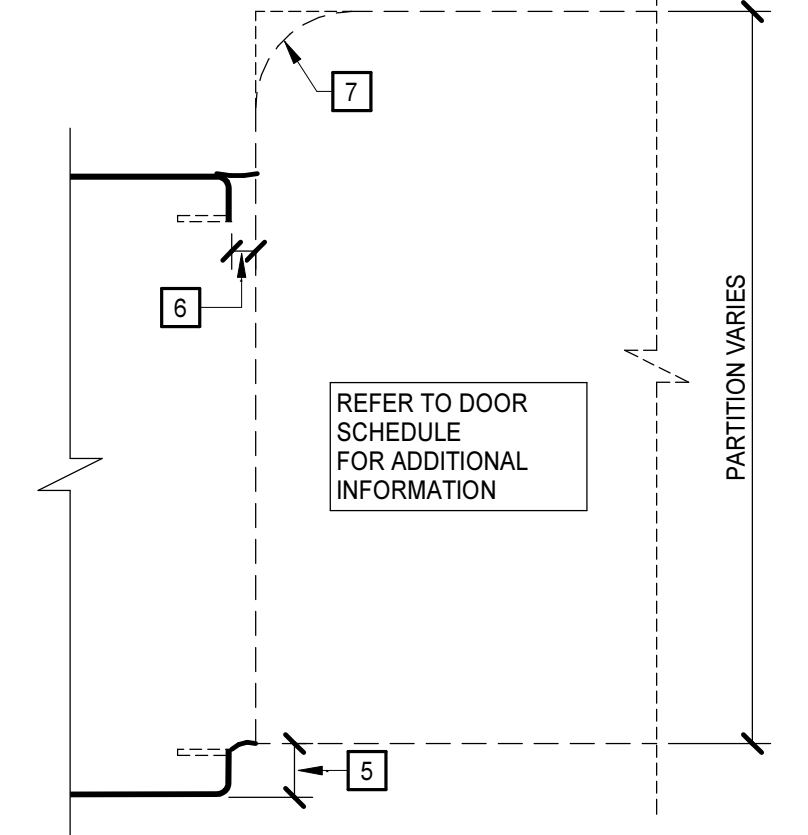 7
6
REFER TO DOOR
SCHEDULE
FOR ADDITIONAL
INFORMATION
PARTITION VARIES
5